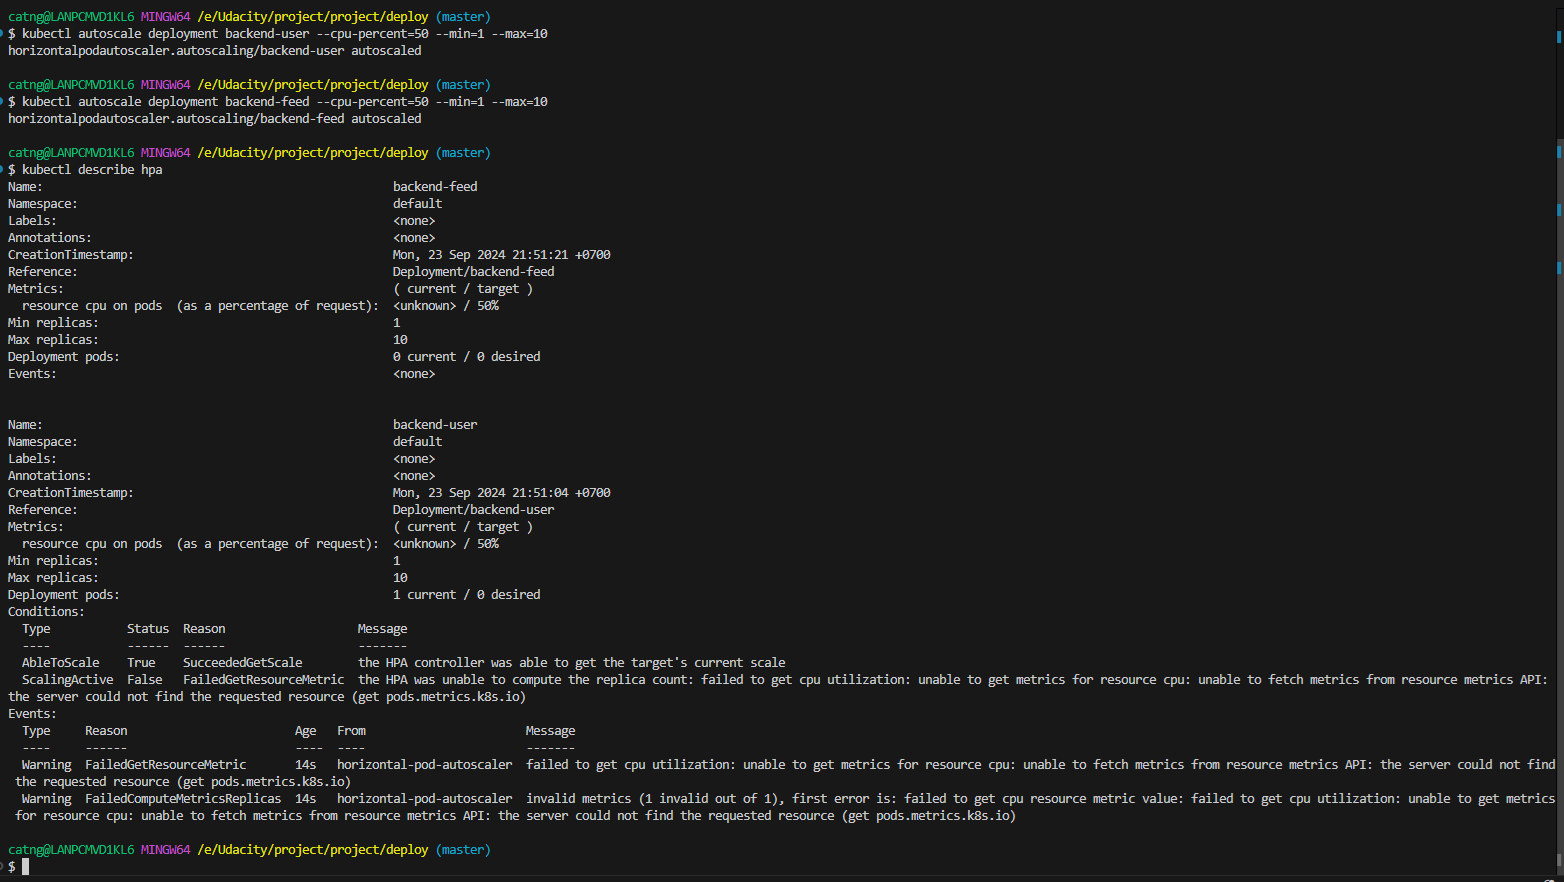 catng@LANPCMVD1KL6 MINGW64 /e/Udacity/project/project/deploy (master)
$ kubectl autoscale deployment backend-user --cpu-percent=50 --min=1 --max=10
horizontalpodautoscaler.autoscaling/backend-user autoscaled

catng@LANPCMVD1KL6 MINGW64 /e/Udacity/project/project/deploy (master)
$ kubectl autoscale deployment backend-feed --cpu-percent=50 --min=1 --max=10
horizontalpodautoscaler.autoscaling/backend-feed autoscaled

catng@LANPCMVD1KL6 MINGW64 /e/Udacity/project/project/deploy (master)
$ kubectl describe hpa
Name:                                                  backend-feed
Namespace:                                             default
Labels:                                                <none>
Annotations:                                           <none>
CreationTimestamp:                                     Mon, 23 Sep 2024 21:51:21 +0700
Reference:                                             Deployment/backend-feed
Metrics:                                               ( current / target )
  resource cpu on pods  (as a percentage of request):  <unknown> / 50%
Min replicas:                                          1
Max replicas:                                          10
Deployment pods:                                       0 current / 0 desired
Events:                                                <none>


Name:                                                  backend-user
Namespace:                                             default
Labels:                                                <none>
Annotations:                                           <none>
CreationTimestamp:                                     Mon, 23 Sep 2024 21:51:04 +0700
Reference:                                             Deployment/backend-user
Metrics:                                               ( current / target )
  resource cpu on pods  (as a percentage of request):  <unknown> / 50%
Min replicas:                                          1
Max replicas:                                          10
Deployment pods:                                       1 current / 0 desired
Conditions:
  Type           Status  Reason                   Message
  ----           ------  ------                   -------
  AbleToScale    True    SucceededGetScale        the HPA controller was able to get the target's current scale
  ScalingActive  False   FailedGetResourceMetric  the HPA was unable to compute the replica count: failed to get cpu utilization: unable to get metrics for resource cpu: unable to fetch metrics from resource metrics API:
the server could not find the requested resource (get pods.metrics.k8s.io)
Events:
  Type     Reason                        Age   From                       Message
  ----     ------                        ----  ----                       -------
  Warning  FailedGetResourceMetric       14s   horizontal-pod-autoscaler  failed to get cpu utilization: unable to get metrics for resource cpu: unable to fetch metrics from resource metrics API: the server could not find
 the requested resource (get pods.metrics.k8s.io)
  Warning  FailedComputeMetricsReplicas  14s   horizontal-pod-autoscaler  invalid metrics (1 invalid out of 1), first error is: failed to get cpu resource metric value: failed to get cpu utilization: unable to get metrics
for resource cpu: unable to fetch metrics from resource metrics API: the server could not find the requested resource (get pods.metrics.k8s.io)

catng@LANPCMVD1KL6 MINGW64 /e/Udacity/project/project/deploy (master)
$